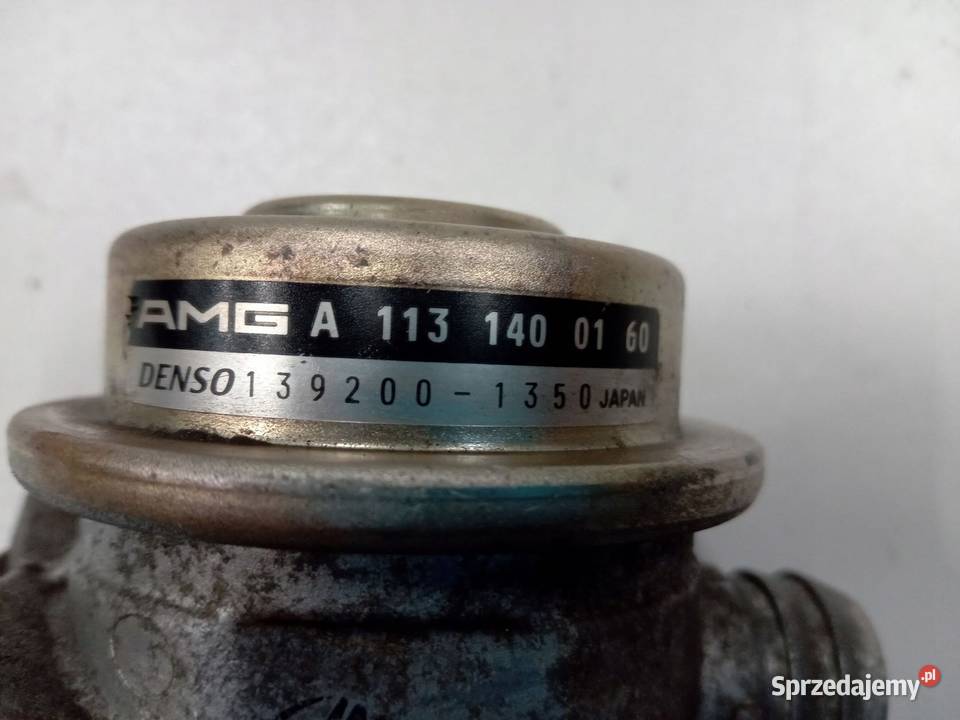 AMG A 113 140 01 60
DENSO 139200-1350 JAPAN
Sprzedajemy.pl